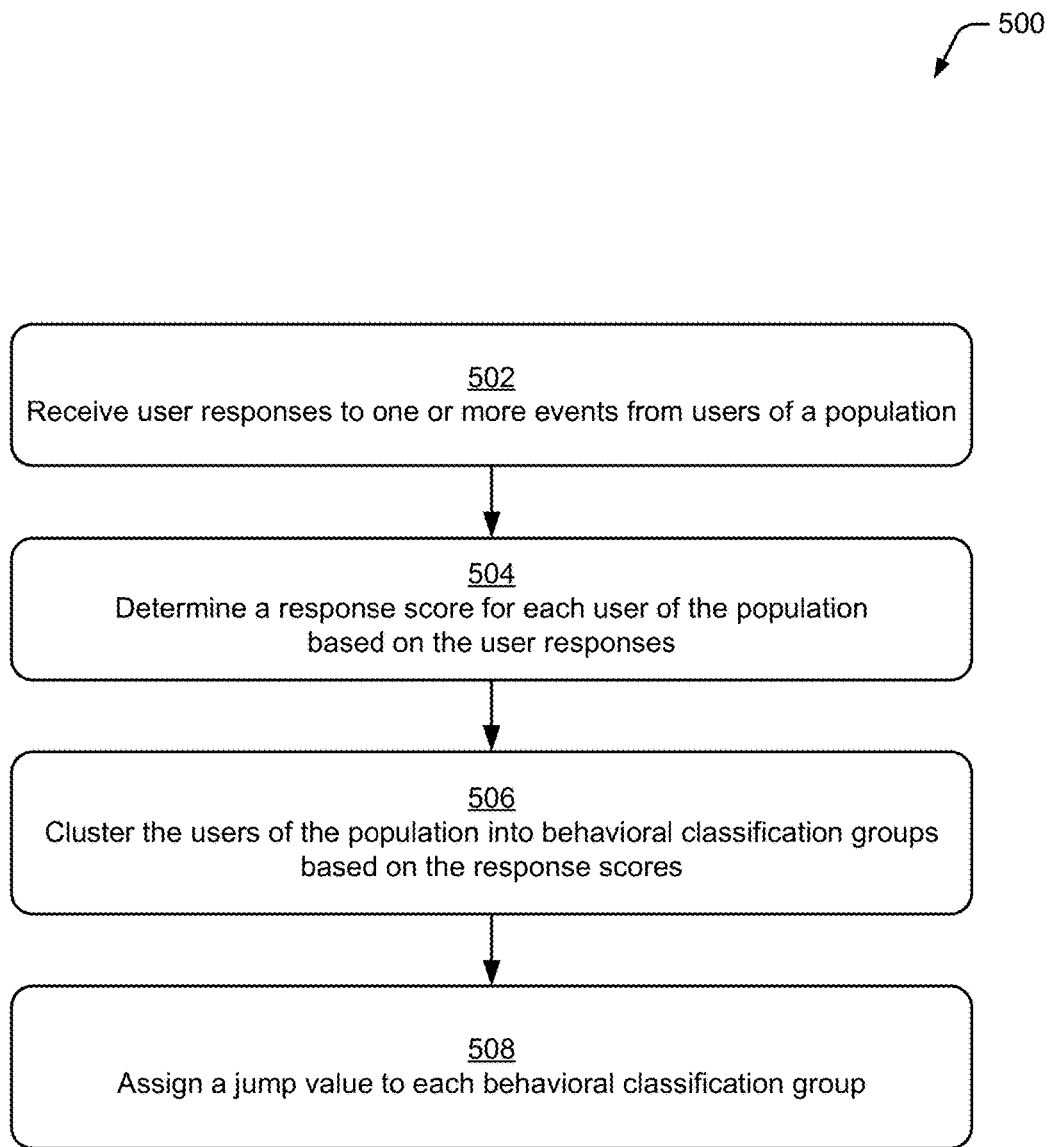 500
502
Receive user responses to one or more events from users of a population
504
Determine a response score for each user of the population
based on the user responses
506
Cluster the users of the population into behavioral classification groups
based on the response scores
508
Assign a jump value to each behavioral classification group